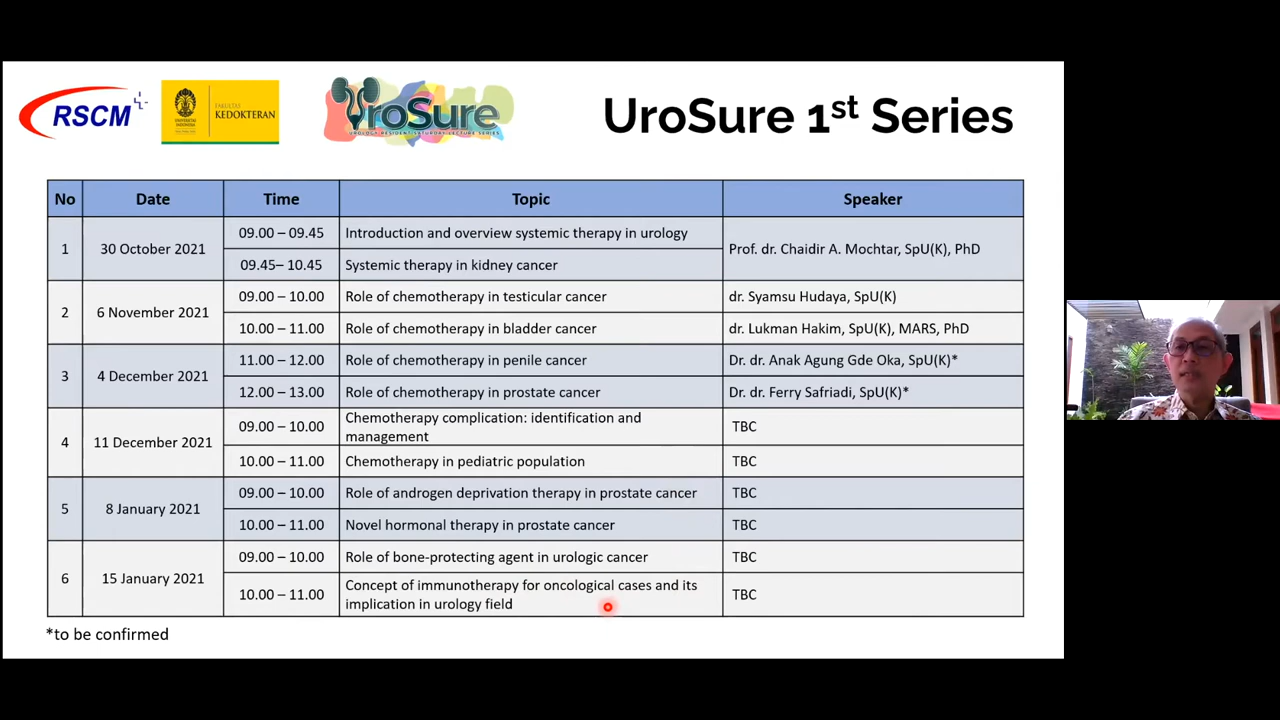 RSCM
UNIVERSITAS INDONESIA
FAKULTAS
KEDOKTERAN
UroSure
UROLOGY RESIDENT SATURDAY LECTURE SERIES
UroSure 1st Series
No Date Time Topic Speaker
1 30 October 2021 09.00 – 09.45 Introduction and overview systemic therapy in urology Prof. dr. Chaidir A. Mochtar, SpU(K), PhD
09.45– 10.45 Systemic therapy in kidney cancer
2 6 November 2021 09.00 – 10.00 Role of chemotherapy in testicular cancer dr. Syamsu Hudaya, SpU(K)
10.00 – 11.00 Role of chemotherapy in bladder cancer dr. Lukman Hakim, SpU(K), MARS, PhD
3 4 December 2021 11.00 – 12.00 Role of chemotherapy in penile cancer Dr. dr. Anak Agung Gde Oka, SpU(K)*
12.00 – 13.00 Role of chemotherapy in prostate cancer Dr. dr. Ferry Safriadi, SpU(K)*
4 11 December 2021 09.00 – 10.00 Chemotherapy complication: identification and
management TBC
10.00 – 11.00 Chemotherapy in pediatric population TBC
5 8 January 2021 09.00 – 10.00 Role of androgen deprivation therapy in prostate cancer TBC
10.00 – 11.00 Novel hormonal therapy in prostate cancer TBC
6 15 January 2021 09.00 – 10.00 Role of bone-protecting agent in urologic cancer TBC
10.00 – 11.00 Concept of immunotherapy for oncological cases and its
implication in urology field TBC
*to be confirmed